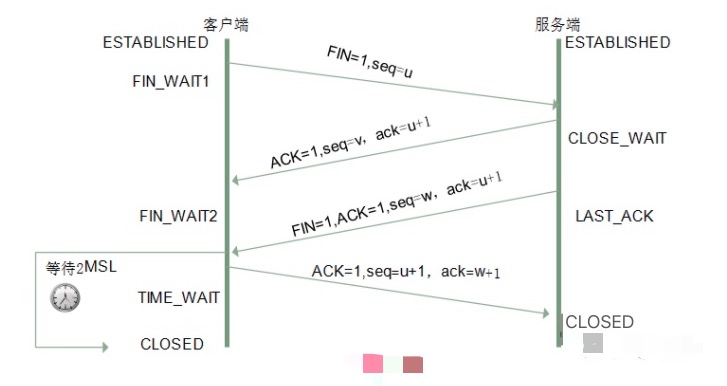 客户端
服务端
ESTABLISHED
ESTABLISHED
FIN=1,seq=u
FIN_WAIT1
ACK=1,seq=v，ack=u+1
CLOSE_WAIT
FIN=1,ACK=1,seq=w，ack=u+1
FIN_WAIT2
LAST_ACK
等待2MSL
ACK=1,seq=u+1，ack=w+1
TIME_WAIT
CLOSED
CLOSED